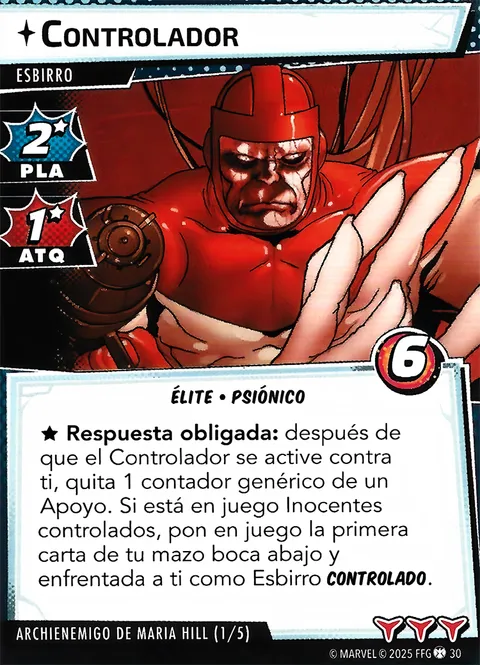 CONTROLADOR
ESBIRRO
2
PLA
1
ATQ
6
ÉLITE • PSIÓNICO
★ Respuesta obligada: después de
que el Controlador se active contra
ti, quita 1 contador genérico de un
Apoyo. Si está en juego Inocentes
controlados, pon en juego la primera
carta de tu mazo boca abajo y
enfrentada a ti como Esbirro CONTROLADO.
ARCHIENEMIGO DE MARIA HILL (1/5)
© MARVEL © 2025 FFG 30